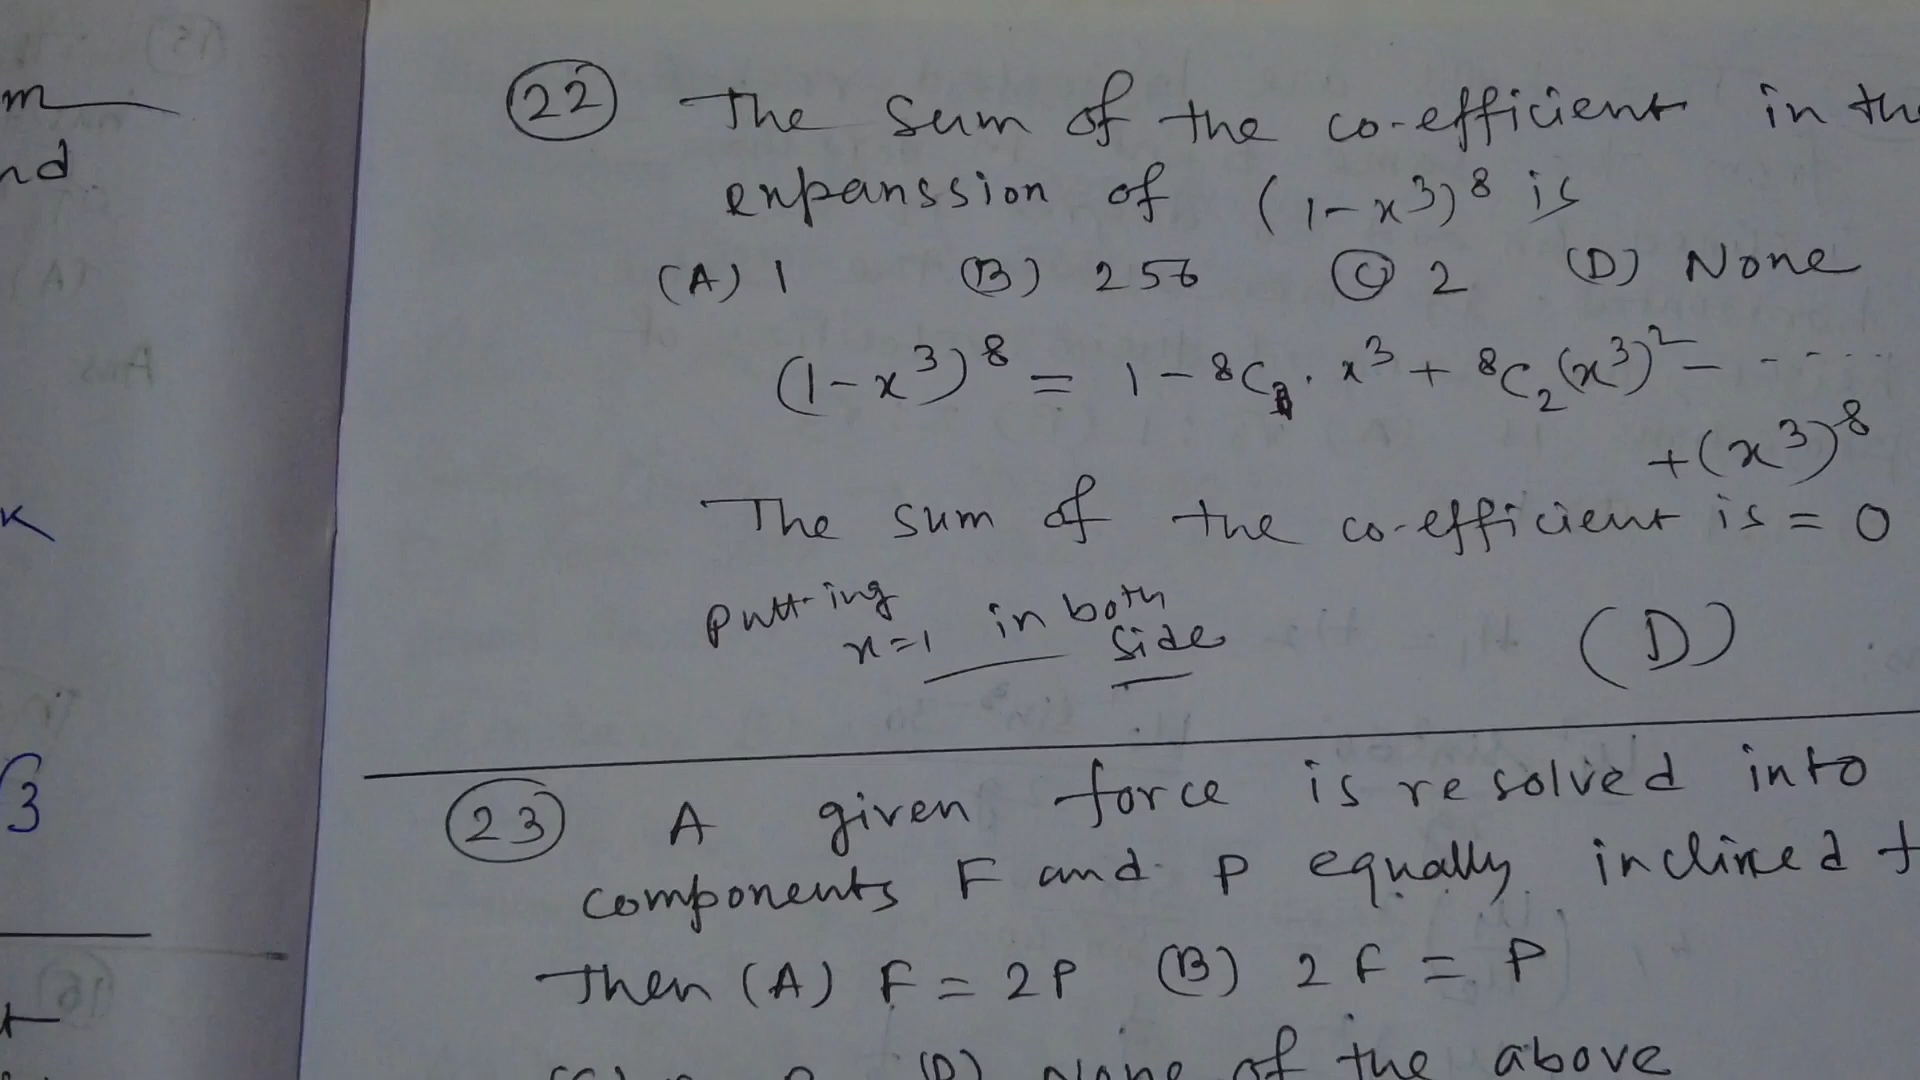 m
nd
(22) The sum of the co-efficient in the
expanssion of (1-x³)⁸ is
(A) 1 (B) 256 (C) 2 (D) None
(1-x³)⁸ = 1 - ⁸C₁. x³ + ⁸C₂(x³)² - - - ...
+(x³)⁸
The sum of the co-efficient is = 0
putting x=1 in both side
(D)
3
(23) A given force is resolved into
components F and P equally inclined
Then (A) F = 2P (B) 2F = P
(D) None of the above